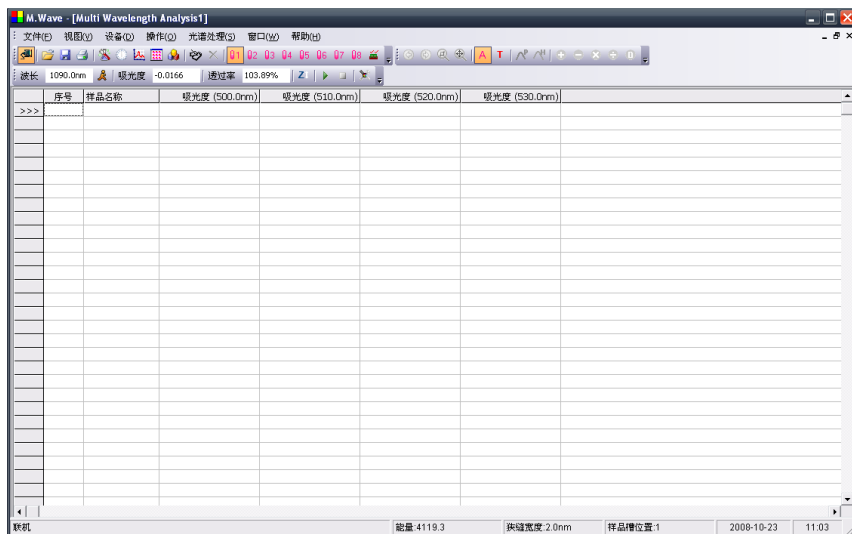 M.Wave - [Multi Wavelength Analysis1]
文件(F) 视图(V) 设备(D) 操作(O) 光谱处理(S) 窗口(W) 帮助(H)
01 02 03 04 05 06 07 08 A T
波长 1090.0nm 吸光度 -0.0166 透过率 103.89% Z
序号 样品名称 吸光度 (500.0nm) 吸光度 (510.0nm) 吸光度 (520.0nm) 吸光度 (530.0nm)
>>>
联机 能量:4119.3 狭缝宽度:2.0nm 样品槽位置:1 2008-10-23 11:03